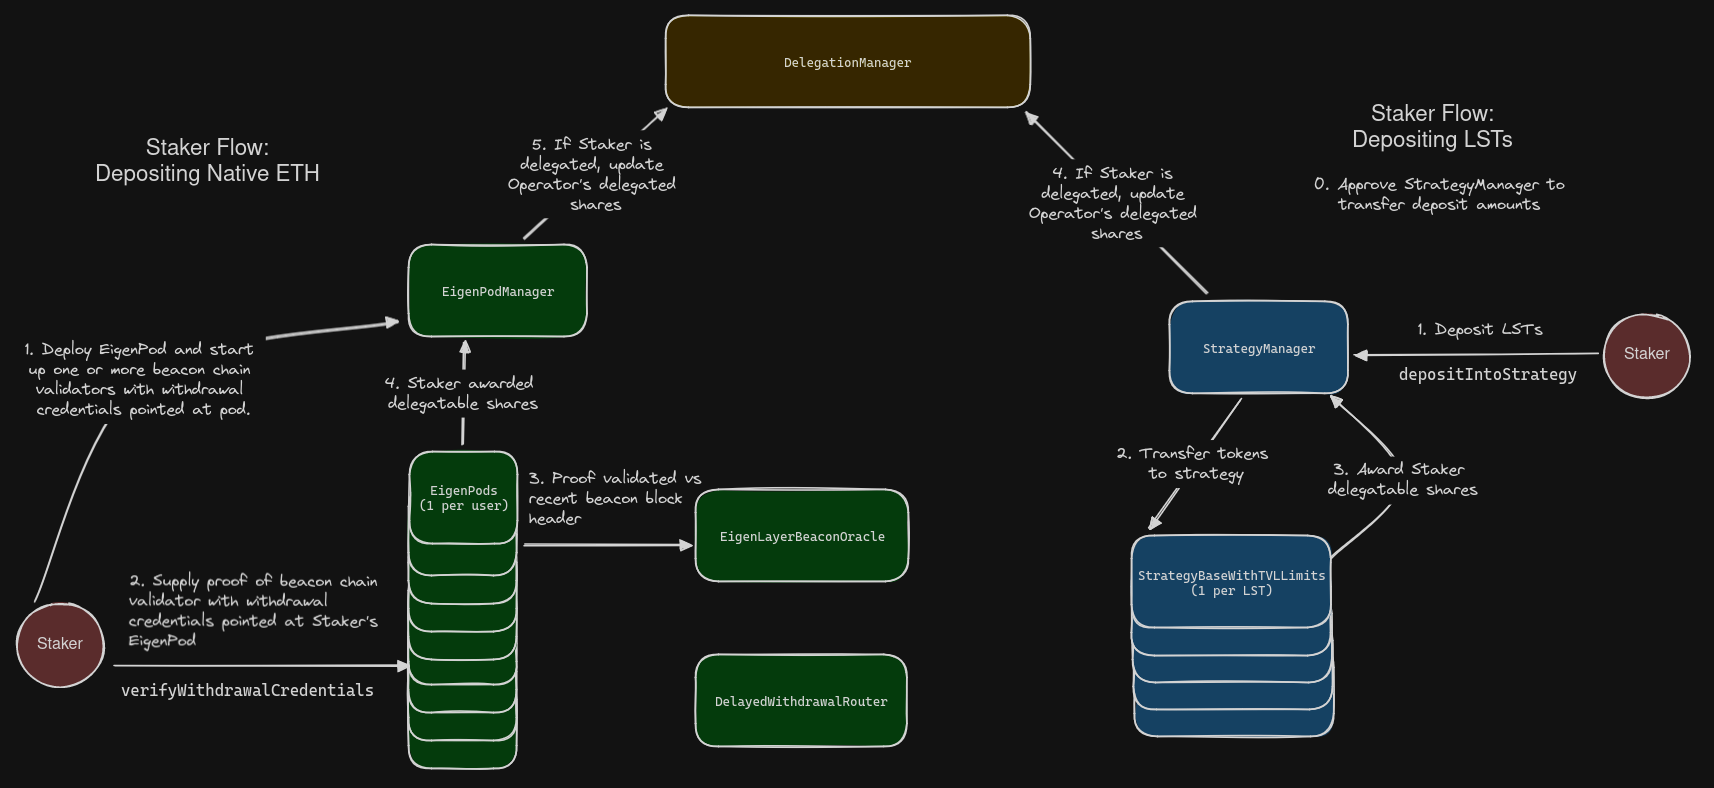 DelegationManager
Staker Flow:
Depositing Native ETH
5. If Staker is
delegated, update
Operator's delegated
shares
EigenPodManager
1. Deploy EigenPod and start
up one or more beacon chain
validators with withdrawal
credentials pointed at pod.
4. Staker awarded
delegatable shares
EigenPods
(1 per user)
3. Proof validated vs
recent beacon block
header
EigenLayerBeaconOracle
2. Supply proof of beacon chain
validator with withdrawal
credentials pointed at Staker's
EigenPod
Staker
verifyWithdrawalCredentials
DelayedWithdrawalRouter
Staker Flow:
Depositing LSTs
0. Approve StrategyManager to
transfer deposit amounts
4. If Staker is
delegated, update
Operator's delegated
shares
StrategyManager
1. Deposit LSTs
depositIntoStrategy
Staker
2. Transfer tokens
to strategy
3. Award Staker
delegatable shares
StrategyBaseWithTVLLimits
(1 per LST)